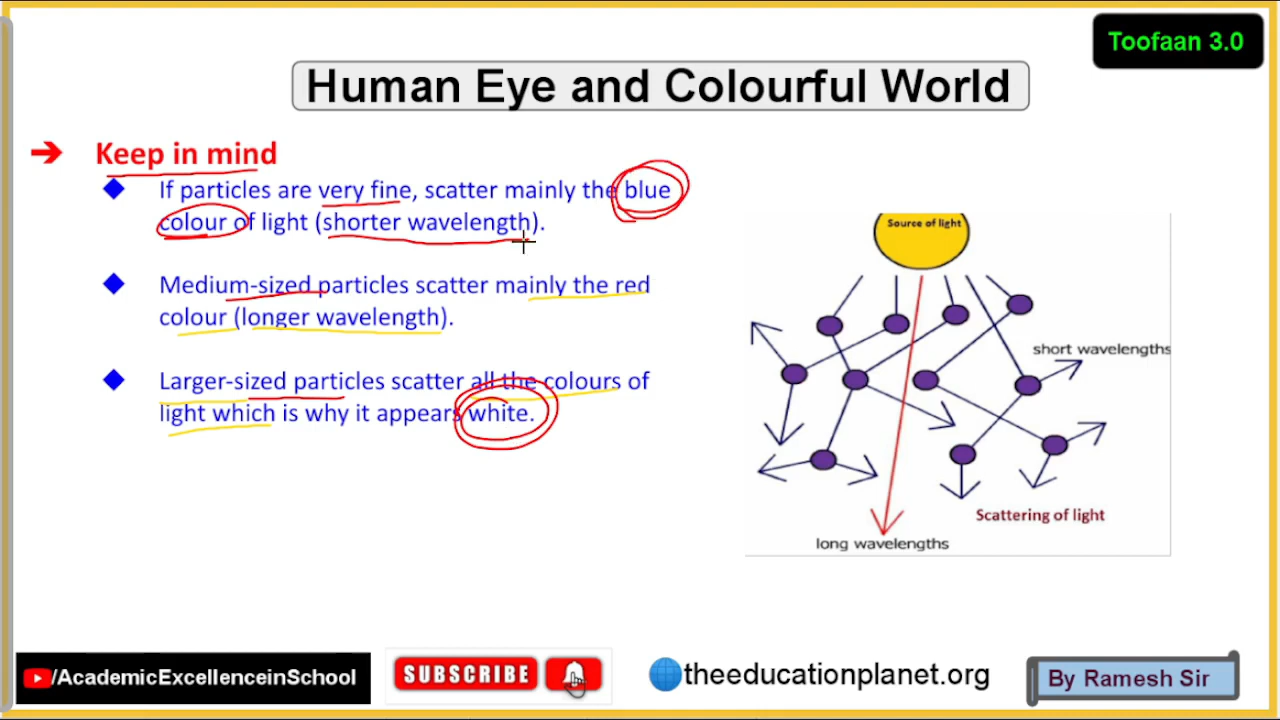 Toofaan 3.0
Human Eye and Colourful World
➔ Keep in mind
◆ If particles are very fine, scatter mainly the blue
colour of light (shorter wavelength).
◆ Medium-sized particles scatter mainly the red
colour (longer wavelength).
◆ Larger-sized particles scatter all the colours of
light which is why it appears white.
Source of light
short wavelengths
Scattering of light
long wavelengths
/AcademicExcellenceinSchool
SUBSCRIBE
theeducationplanet.org
By Ramesh Sir